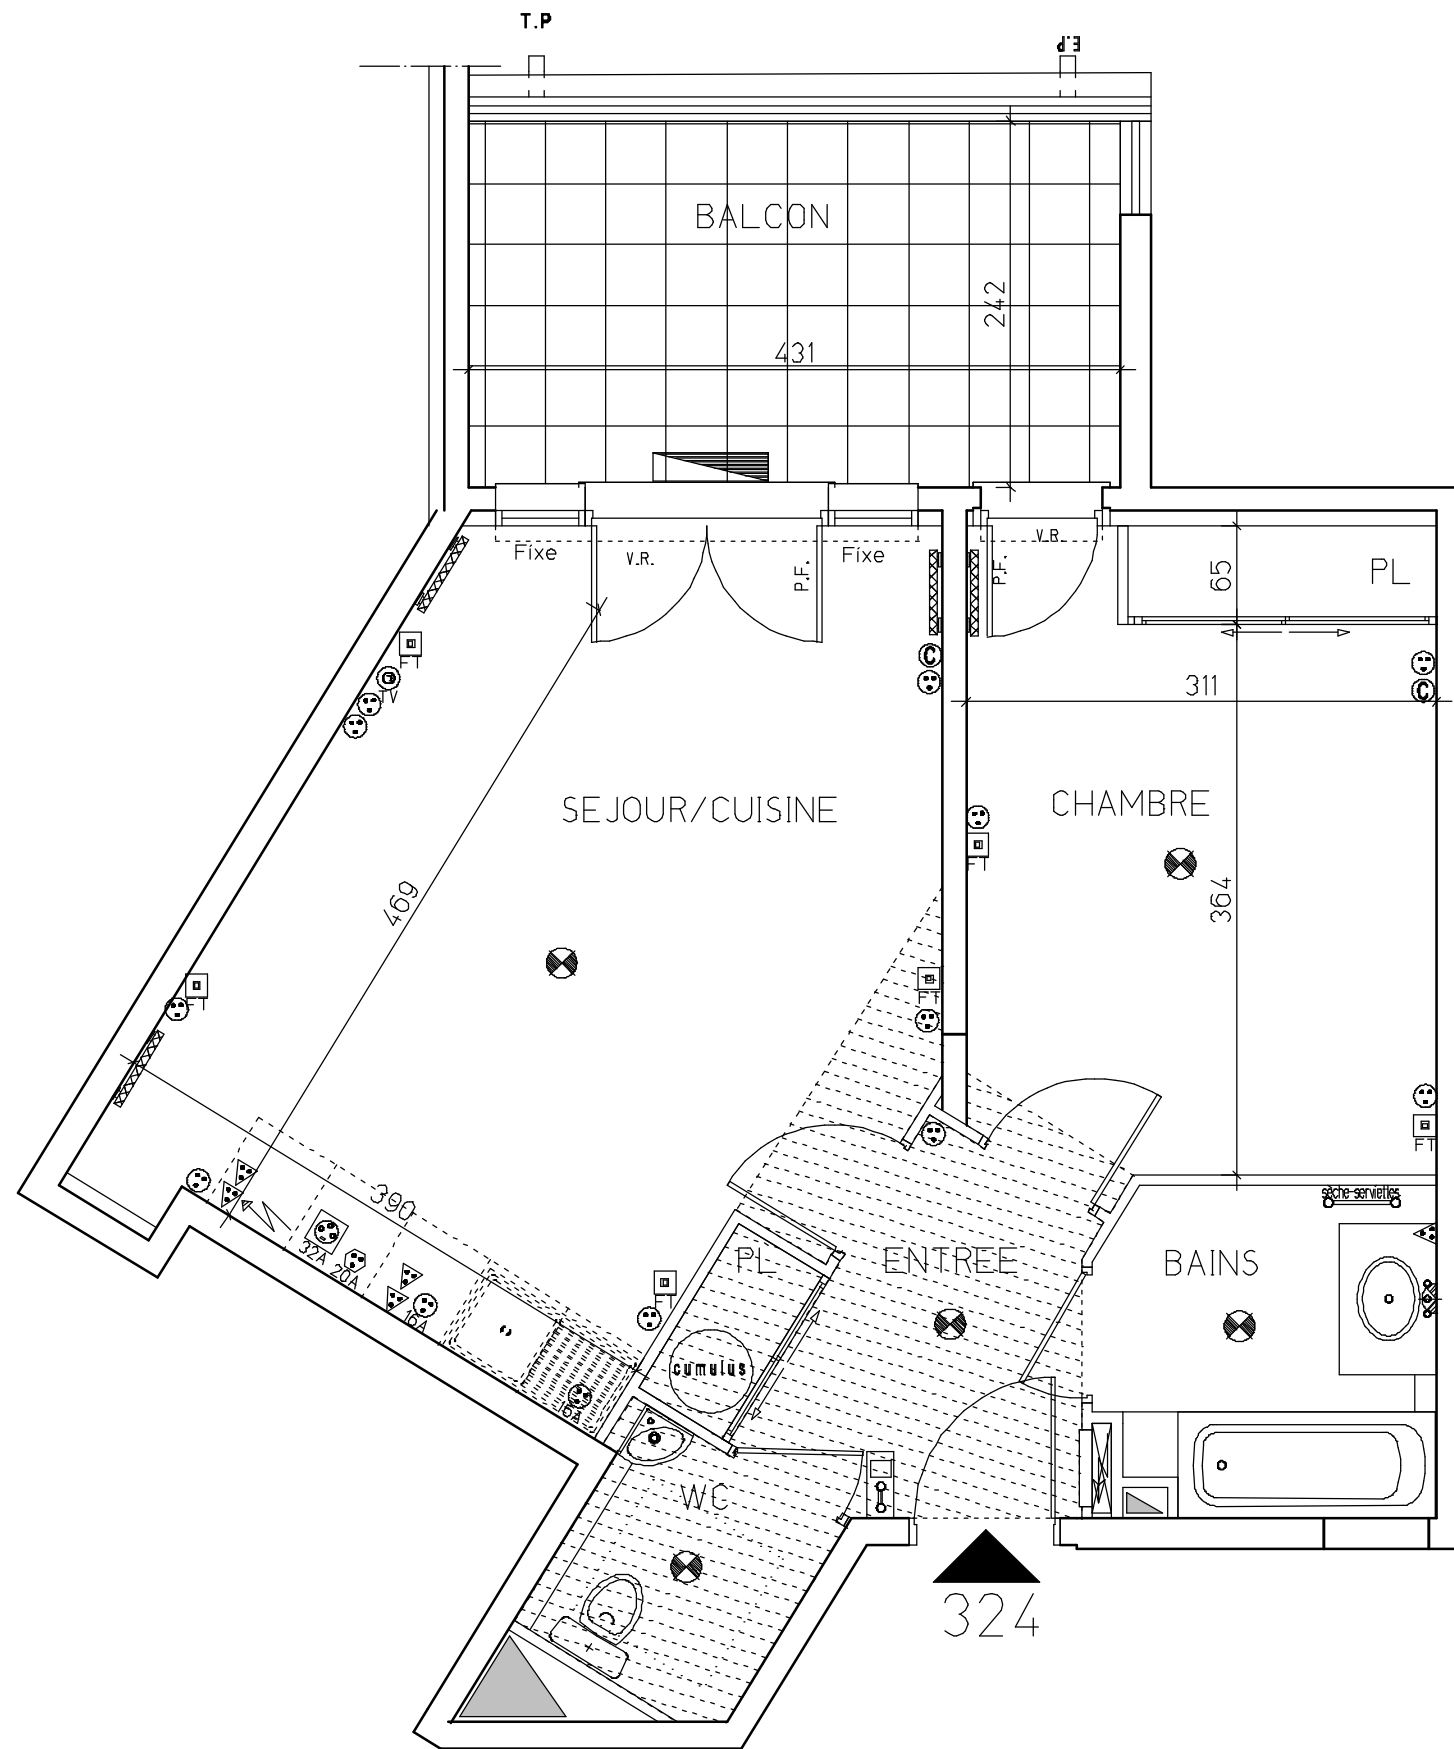 T.P
E.P
BALCON
242
431
Fixe
V.R.
P.F.
Fixe
V.R.
P.F.
65
PL
FT
TV
C
311
C
SEJOUR/CUISINE
CHAMBRE
FT
469
364
FT
FT
FT
390
sèche-serviettes
32A
20A
16A
FT
PL
ENTREE
BAINS
cumulus
WC
324